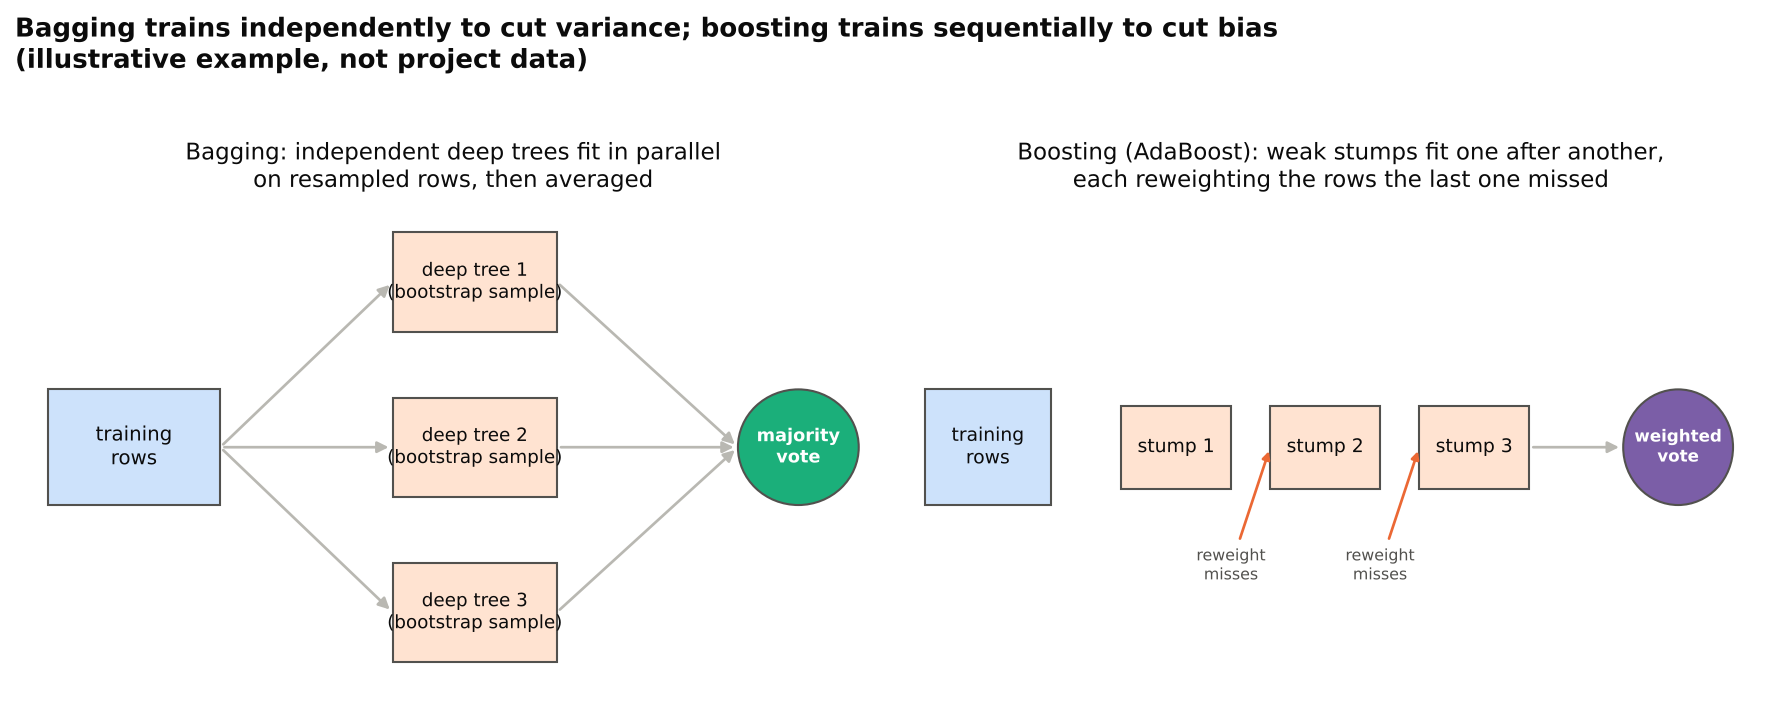 Bagging trains independently to cut variance; boosting trains sequentially to cut bias
(illustrative example, not project data)
Bagging: independent deep trees fit in parallel
on resampled rows, then averaged
training
rows
deep tree 1
(bootstrap sample)
deep tree 2
(bootstrap sample)
deep tree 3
(bootstrap sample)
majority
vote
Boosting (AdaBoost): weak stumps fit one after another,
each reweighting the rows the last one missed
training
rows
stump 1
stump 2
stump 3
weighted
vote
reweight
misses
reweight
misses